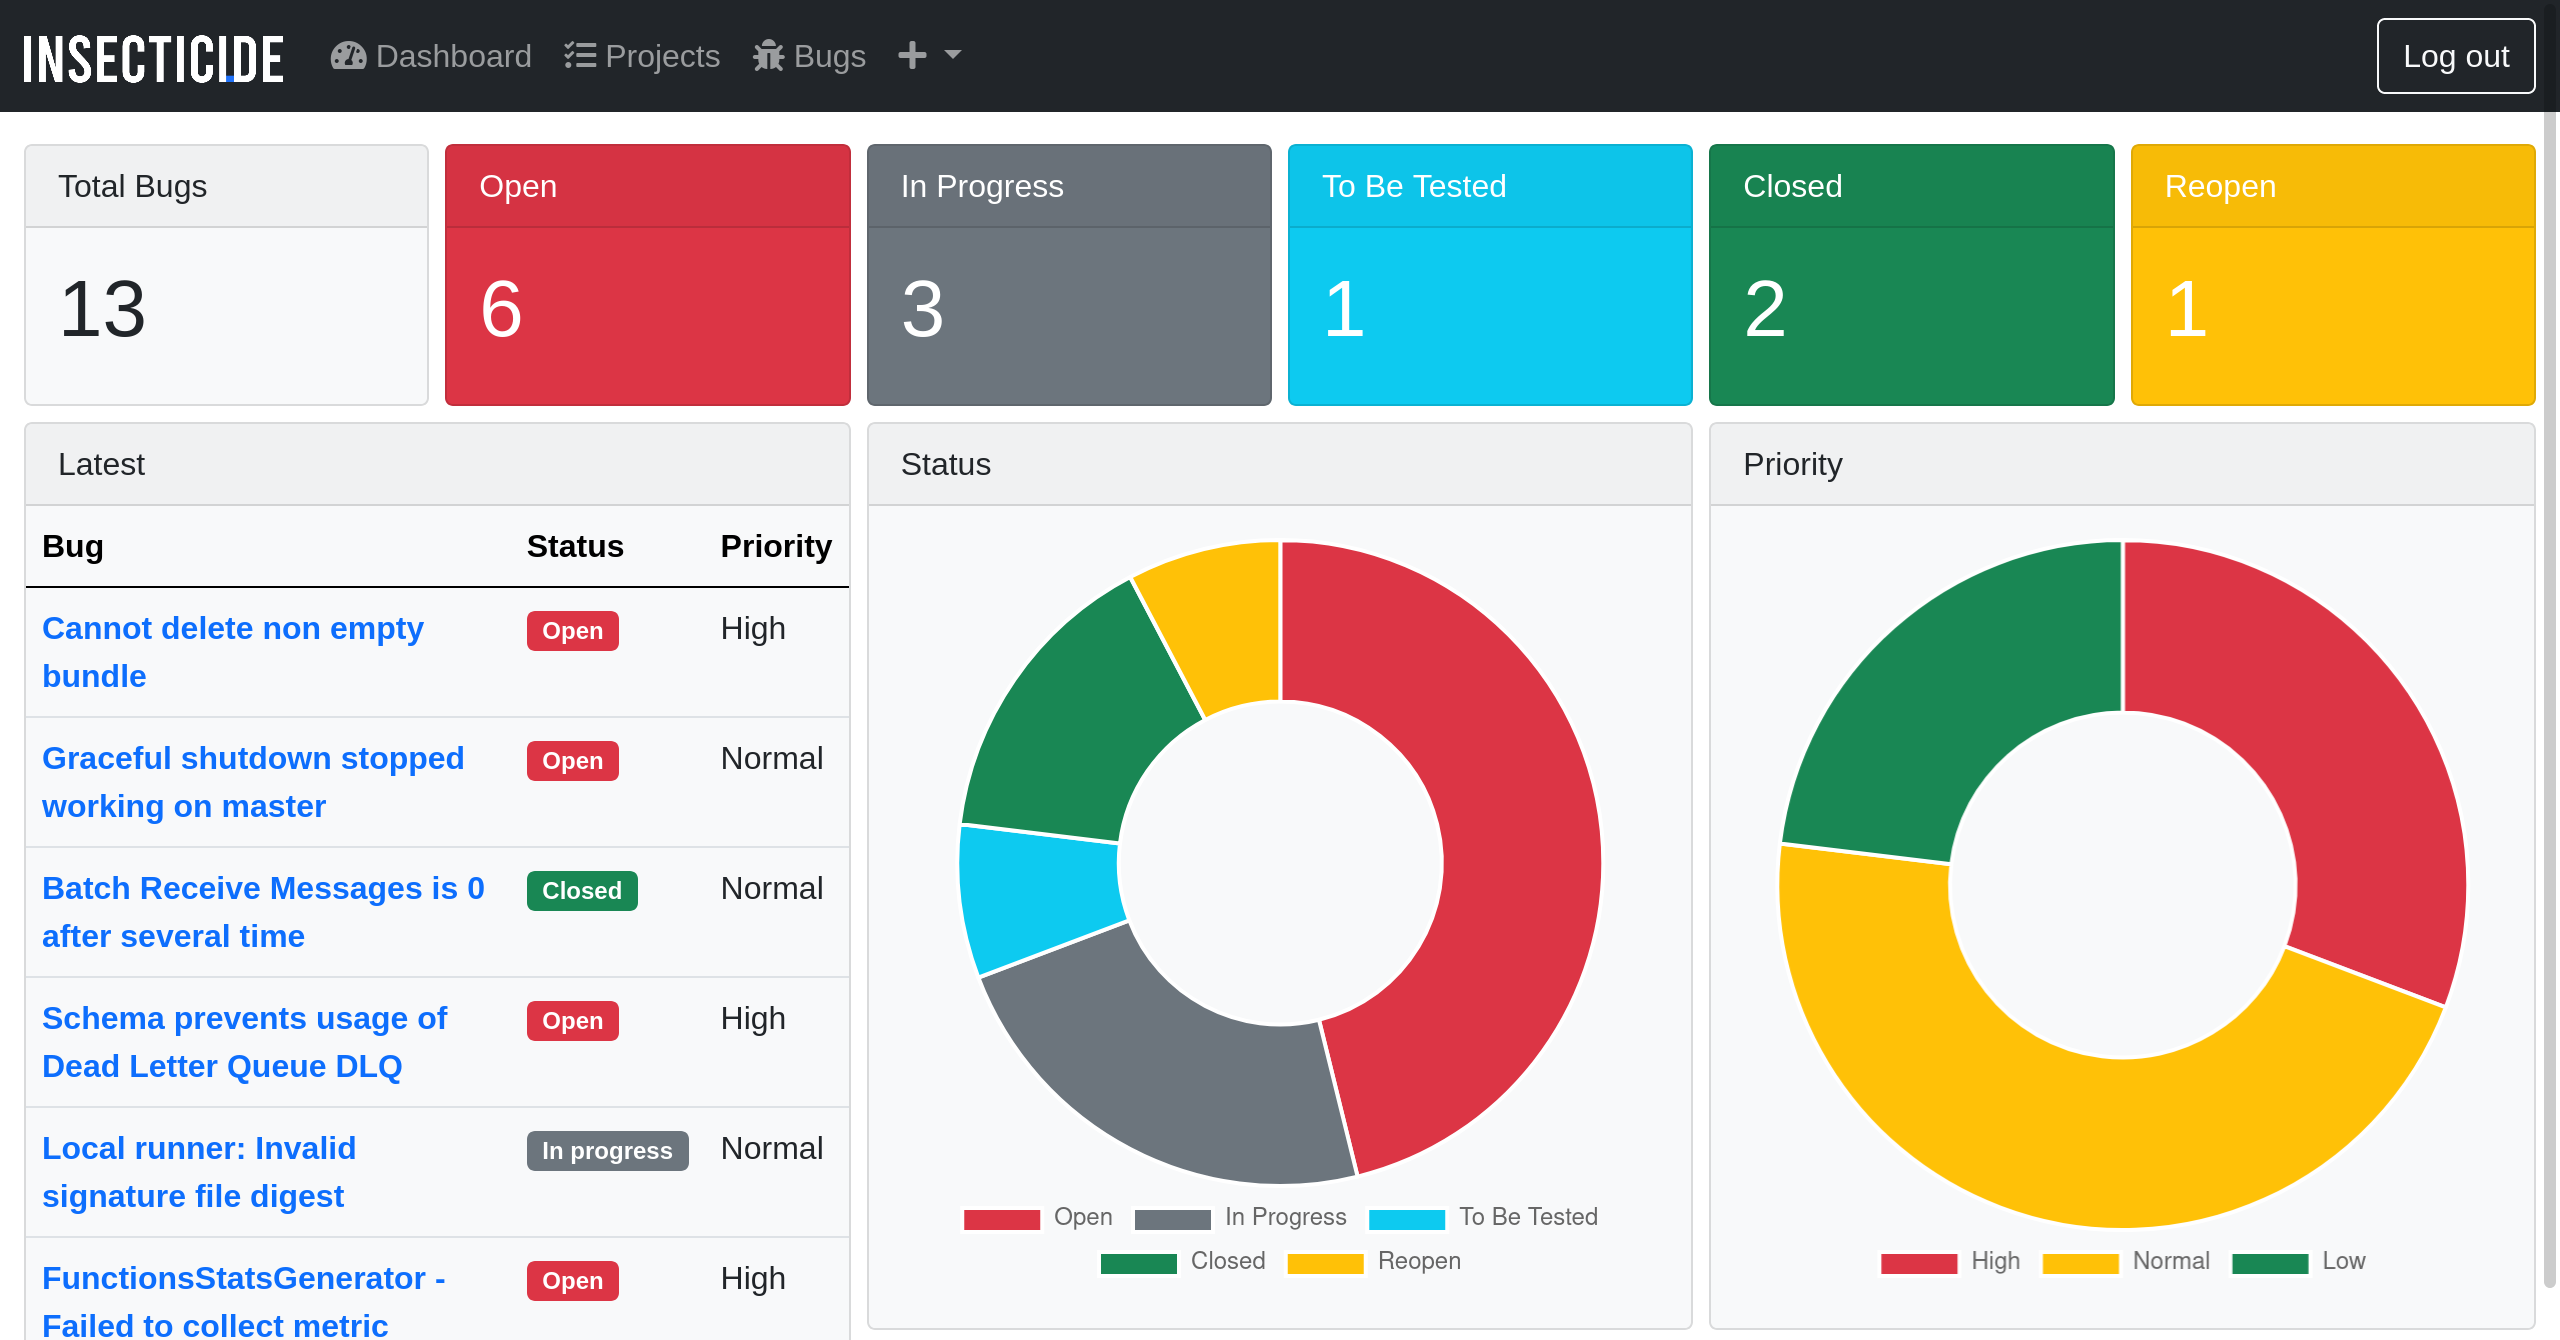 INSECTICIDE Dashboard Projects Bugs Log out
Total Bugs Open In Progress To Be Tested Closed Reopen
13 6 3 1 2 1
Latest
Bug Status Priority
Cannot delete non empty Open High
bundle
Graceful shutdown stopped Open Normal
working on master
Batch Receive Messages is 0 Closed Normal
after several time
Schema prevents usage of Open High
Dead Letter Queue DLQ
Local runner: Invalid In progress Normal
signature file digest
FunctionsStatsGenerator - Open High
Failed to collect metric
Status
Open In Progress To Be Tested
Closed Reopen
Priority
High Normal Low